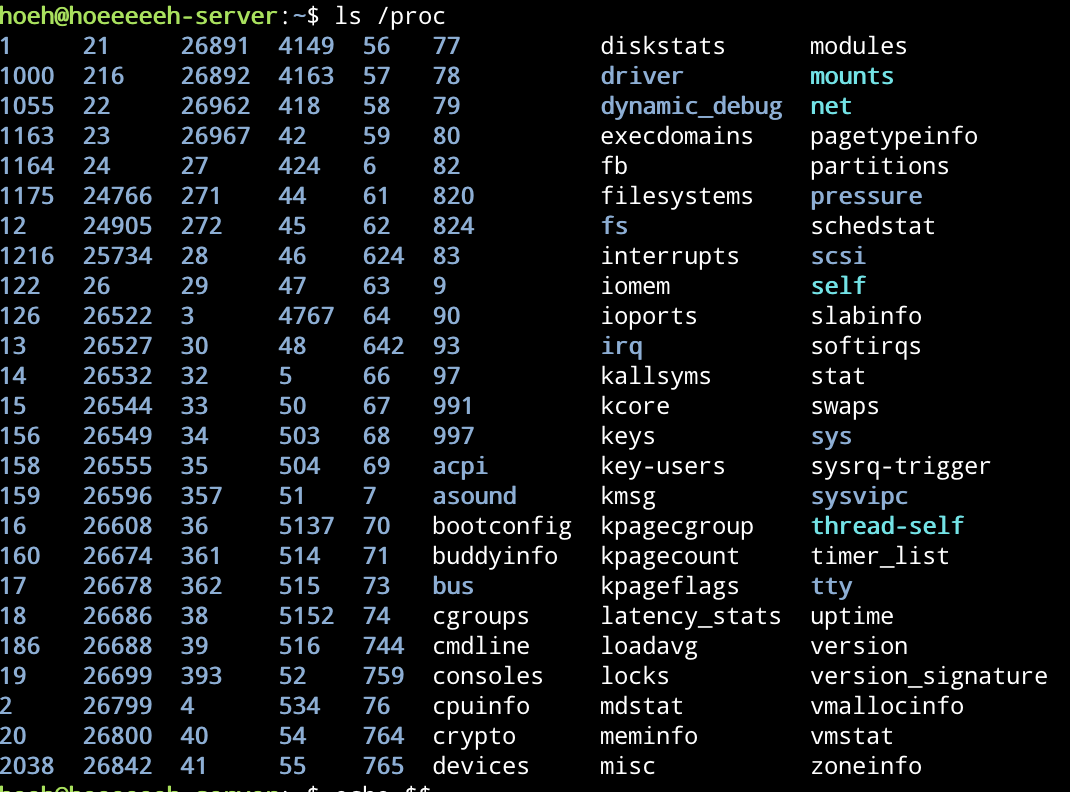 hoeh@hoeeeeeh-server:~$ ls /proc
1 21 26891 4149 56 77 diskstats modules
1000 216 26892 4163 57 78 driver mounts
1055 22 26962 418 58 79 dynamic_debug net
1163 23 26967 42 59 80 execdomains pagetypeinfo
1164 24 27 424 6 82 fb partitions
1175 24766 271 44 61 820 filesystems pressure
12 24905 272 45 62 824 fs schedstat
1216 25734 28 46 624 83 interrupts scsi
122 26 29 47 63 9 iomem self
126 26522 3 4767 64 90 ioports slabinfo
13 26527 30 48 642 93 irq softirqs
14 26532 32 5 66 97 kallsyms stat
15 26544 33 50 67 991 kcore swaps
156 26549 34 503 68 997 keys sys
158 26555 35 504 69 acpi key-users sysrq-trigger
159 26596 357 51 7 asound kmsg sysvipc
16 26608 36 5137 70 bootconfig kpagecgroup thread-self
160 26674 361 514 71 buddyinfo kpagecount timer_list
17 26678 362 515 73 bus kpageflags tty
18 26686 38 5152 74 cgroups latency_stats uptime
186 26688 39 516 744 cmdline loadavg version
19 26699 393 52 759 consoles locks version_signature
2 26799 4 534 76 cpuinfo mdstat vmallocinfo
20 26800 40 54 764 crypto meminfo vmstat
2038 26842 41 55 765 devices misc zoneinfo